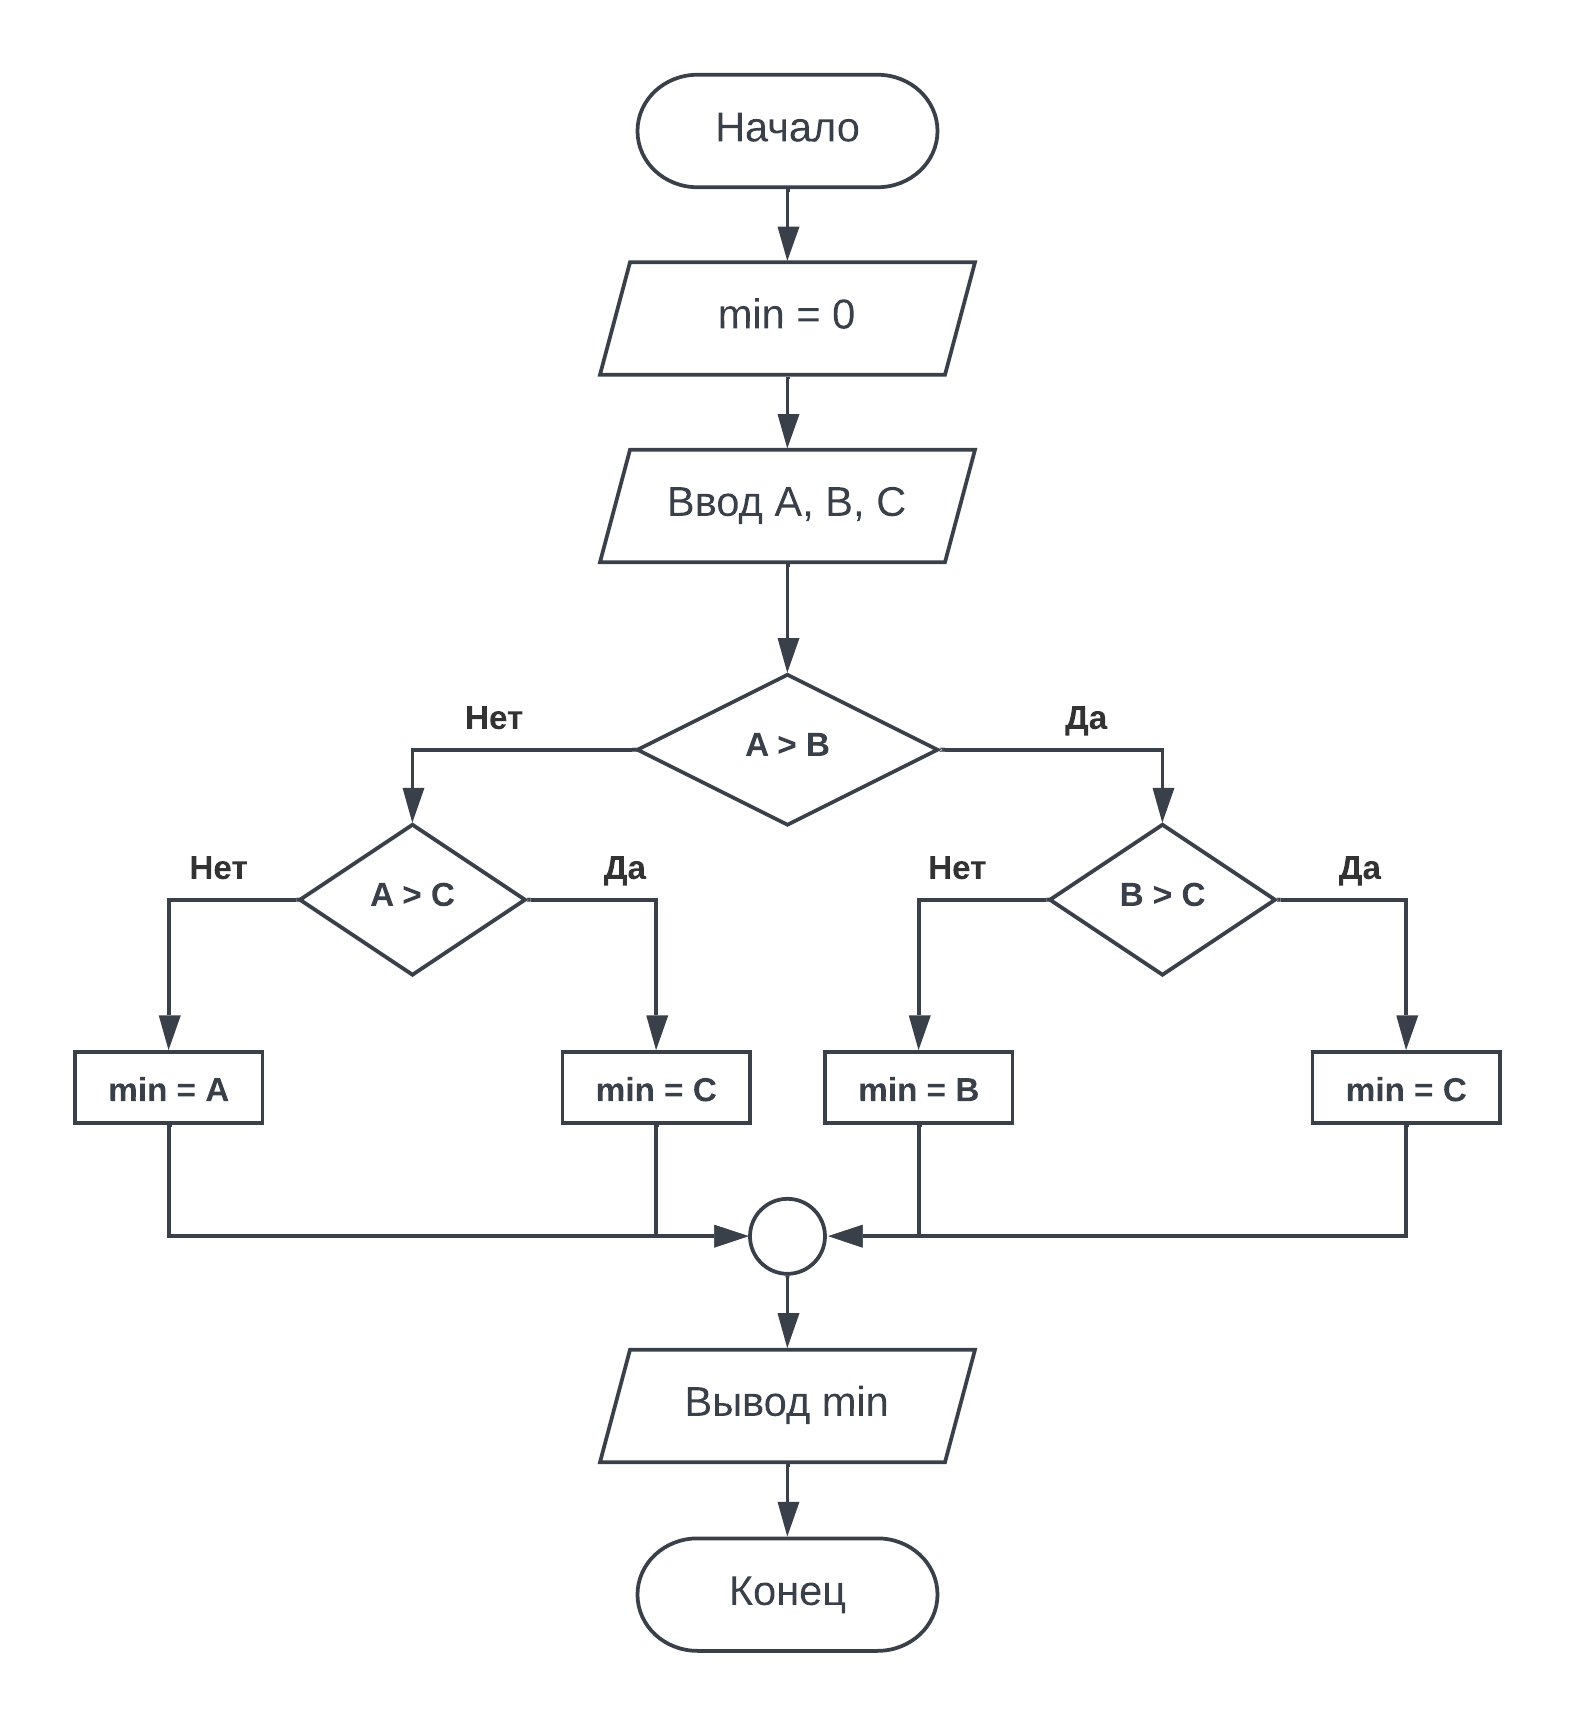 Начало
min = 0
Ввод A, B, C
Нет
Да
A > B
Нет
Да
Нет
Да
A > C
B > C
min = A
min = C
min = B
min = C
Вывод min
Конец